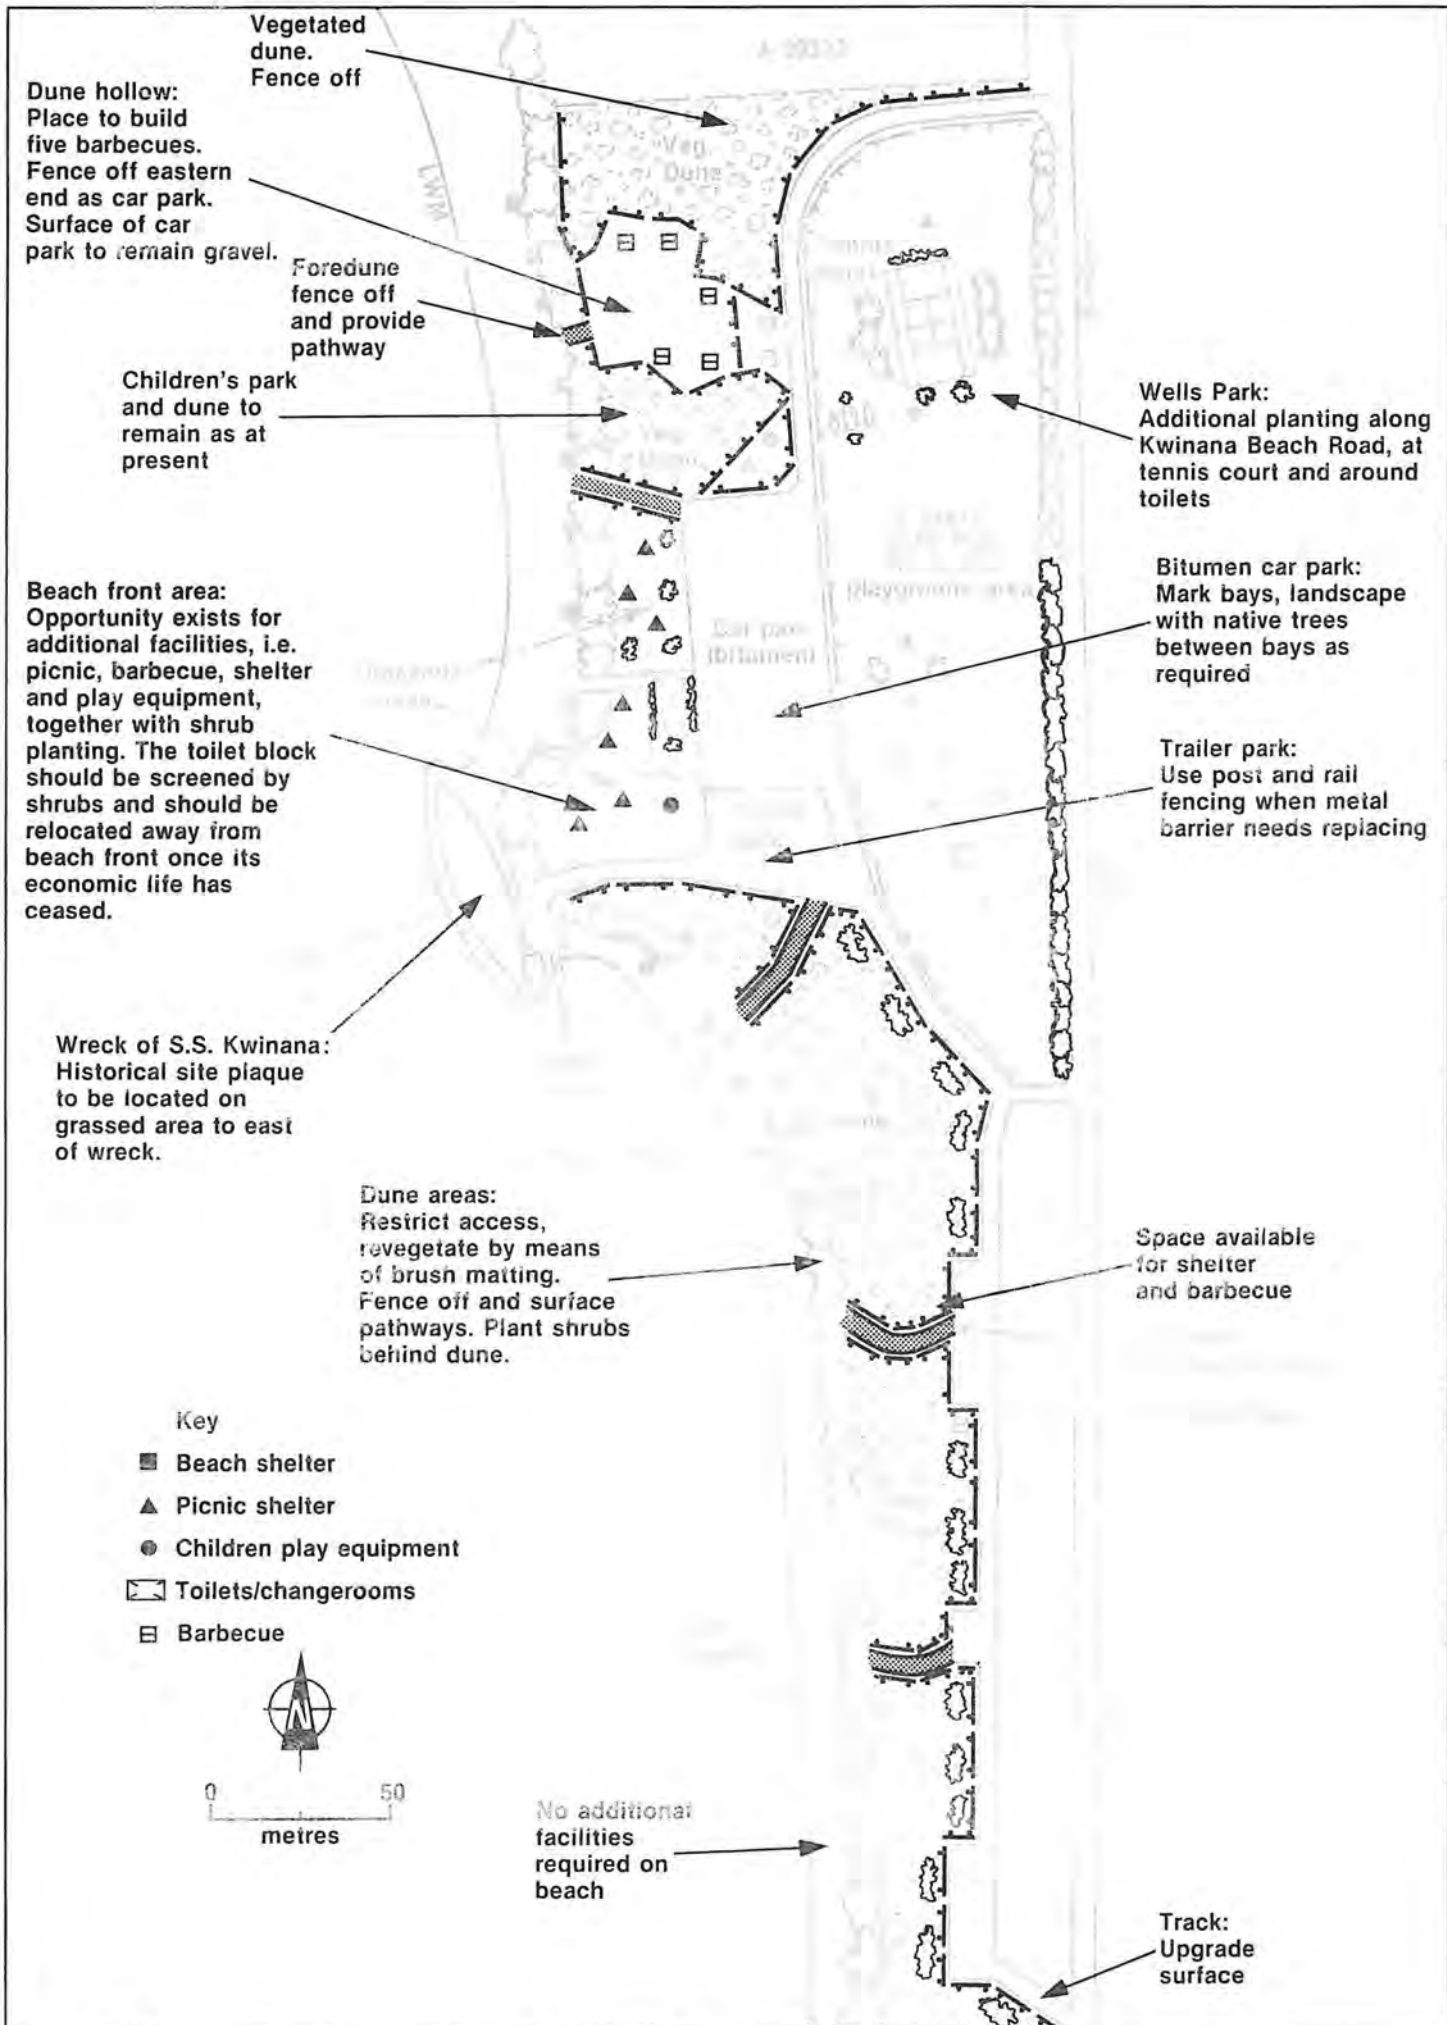 Vegetated
dune.
Fence off
Dune hollow:
Place to build
five barbecues.
Fence off eastern
end as car park.
Surface of car
park to remain gravel.
LWM
Veg.
Dune
Foredune
fence off
and provide
pathway
Children's park
and dune to
remain as at
present
Wells Park:
Additional planting along
Kwinana Beach Road, at
tennis court and around
toilets
Beach front area:
Opportunity exists for
additional facilities, i.e.
picnic, barbecue, shelter
and play equipment,
together with shrub
planting. The toilet block
should be screened by
shrubs and should be
relocated away from
beach front once its
economic life has
ceased.
Playground area
Car park
(bitumen)
Bitumen car park:
Mark bays, landscape
with native trees
between bays as
required
Trailer park:
Use post and rail
fencing when metal
barrier needs replacing
Wreck of S.S. Kwinana:
Historical site plaque
to be located on
grassed area to east
of wreck.
Dune areas:
Restrict access,
revegetate by means
of brush matting.
Fence off and surface
pathways. Plant shrubs
behind dune.
Space available
for shelter
and barbecue
Key
Beach shelter
Picnic shelter
Children play equipment
Toilets/changerooms
Barbecue
N
0 50
metres
No additional
facilities
required on
beach
Track:
Upgrade
surface